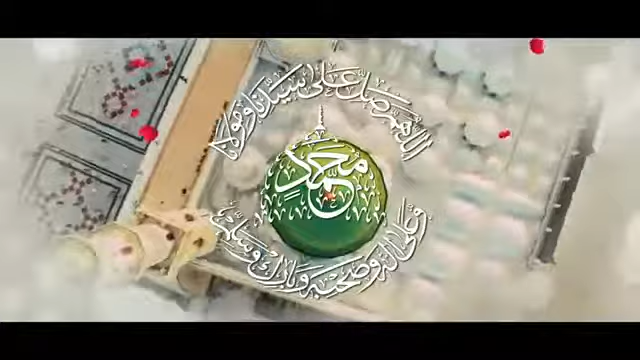 اللهم صل على سيدنا ومولانا
محمد
وعلى آله وصحبه وبارك وسلم